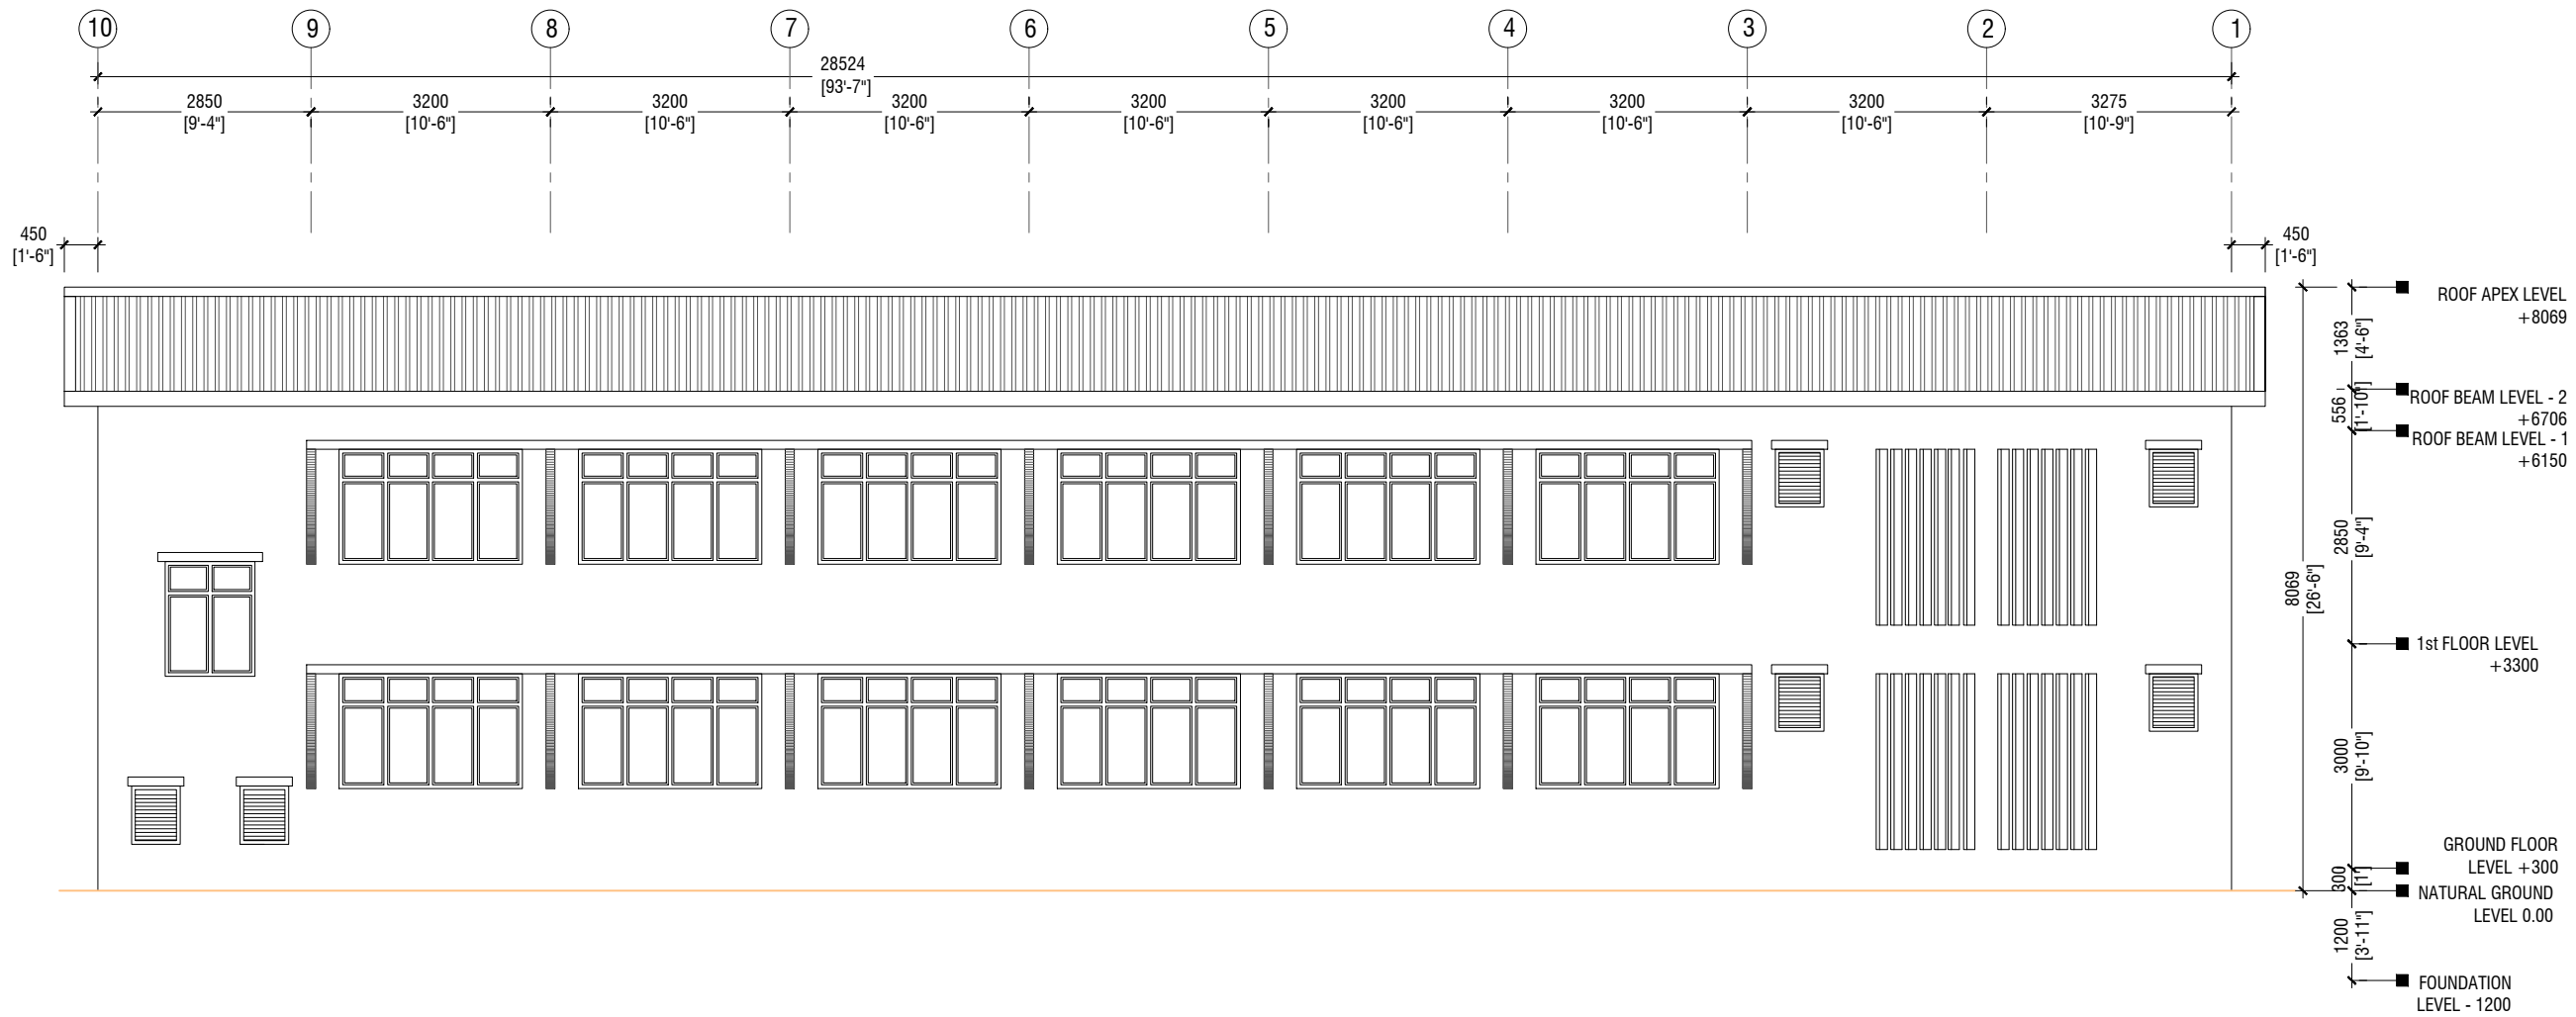 10 9 8 7 6 5 4 3 2 1
28524
[93'-7"]
2850 3200 3200 3200 3200 3200 3200 3200 3275
[9'-4"] [10'-6"] [10'-6"] [10'-6"] [10'-6"] [10'-6"] [10'-6"] [10'-6"] [10'-9"]
450 450
[1'-6"] [1'-6"]
ROOF APEX LEVEL
+8069
1363
[4'-6"]
ROOF BEAM LEVEL - 2
+6706
556
[1'-10"]
ROOF BEAM LEVEL - 1
+6150
2850
[9'-4"]
8069
[26'-6"]
1st FLOOR LEVEL
+3300
3000
[9'-10"]
GROUND FLOOR
LEVEL +300
300
[1']
NATURAL GROUND
LEVEL 0.00
1200
[3'-11"]
FOUNDATION
LEVEL - 1200